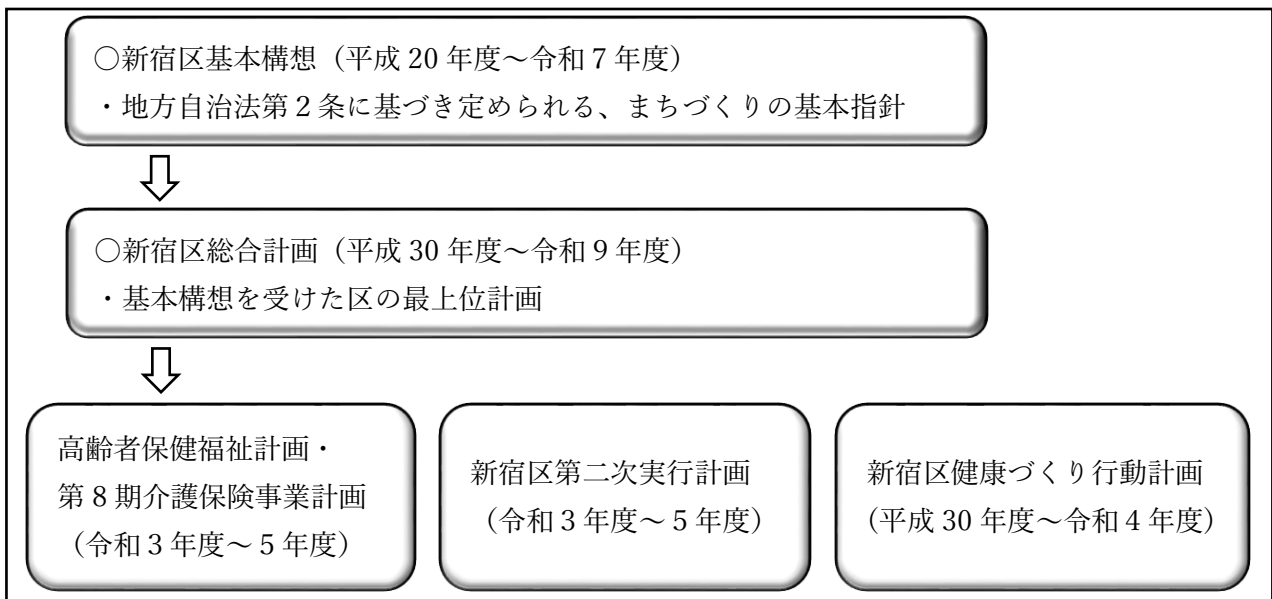 ○新宿区基本構想（平成 20 年度～令和 7 年度）
・地方自治法第 2 条に基づき定められる、まちづくりの基本指針
○新宿区総合計画（平成 30 年度～令和 9 年度）
・基本構想を受けた区の最上位計画
高齢者保健福祉計画・
第 8 期介護保険事業計画
（令和 3 年度～ 5 年度）
新宿区第二次実行計画
（令和 3 年度～ 5 年度）
新宿区健康づくり行動計画
(平成 30 年度～令和 4 年度）